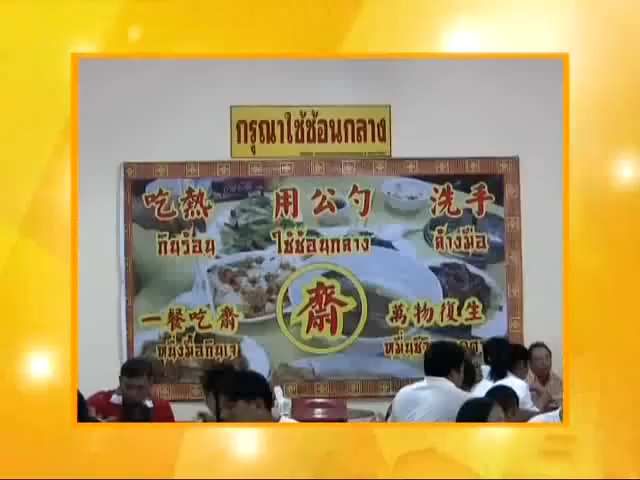 กรุณาใช้ช้อนกลาง
吃熱 用公勺 洗手
กินร้อน ใช้ช้อนกลาง ล้างมือ
齋
一餐吃齋 萬物復生
หนึ่งมื้อกินเจ